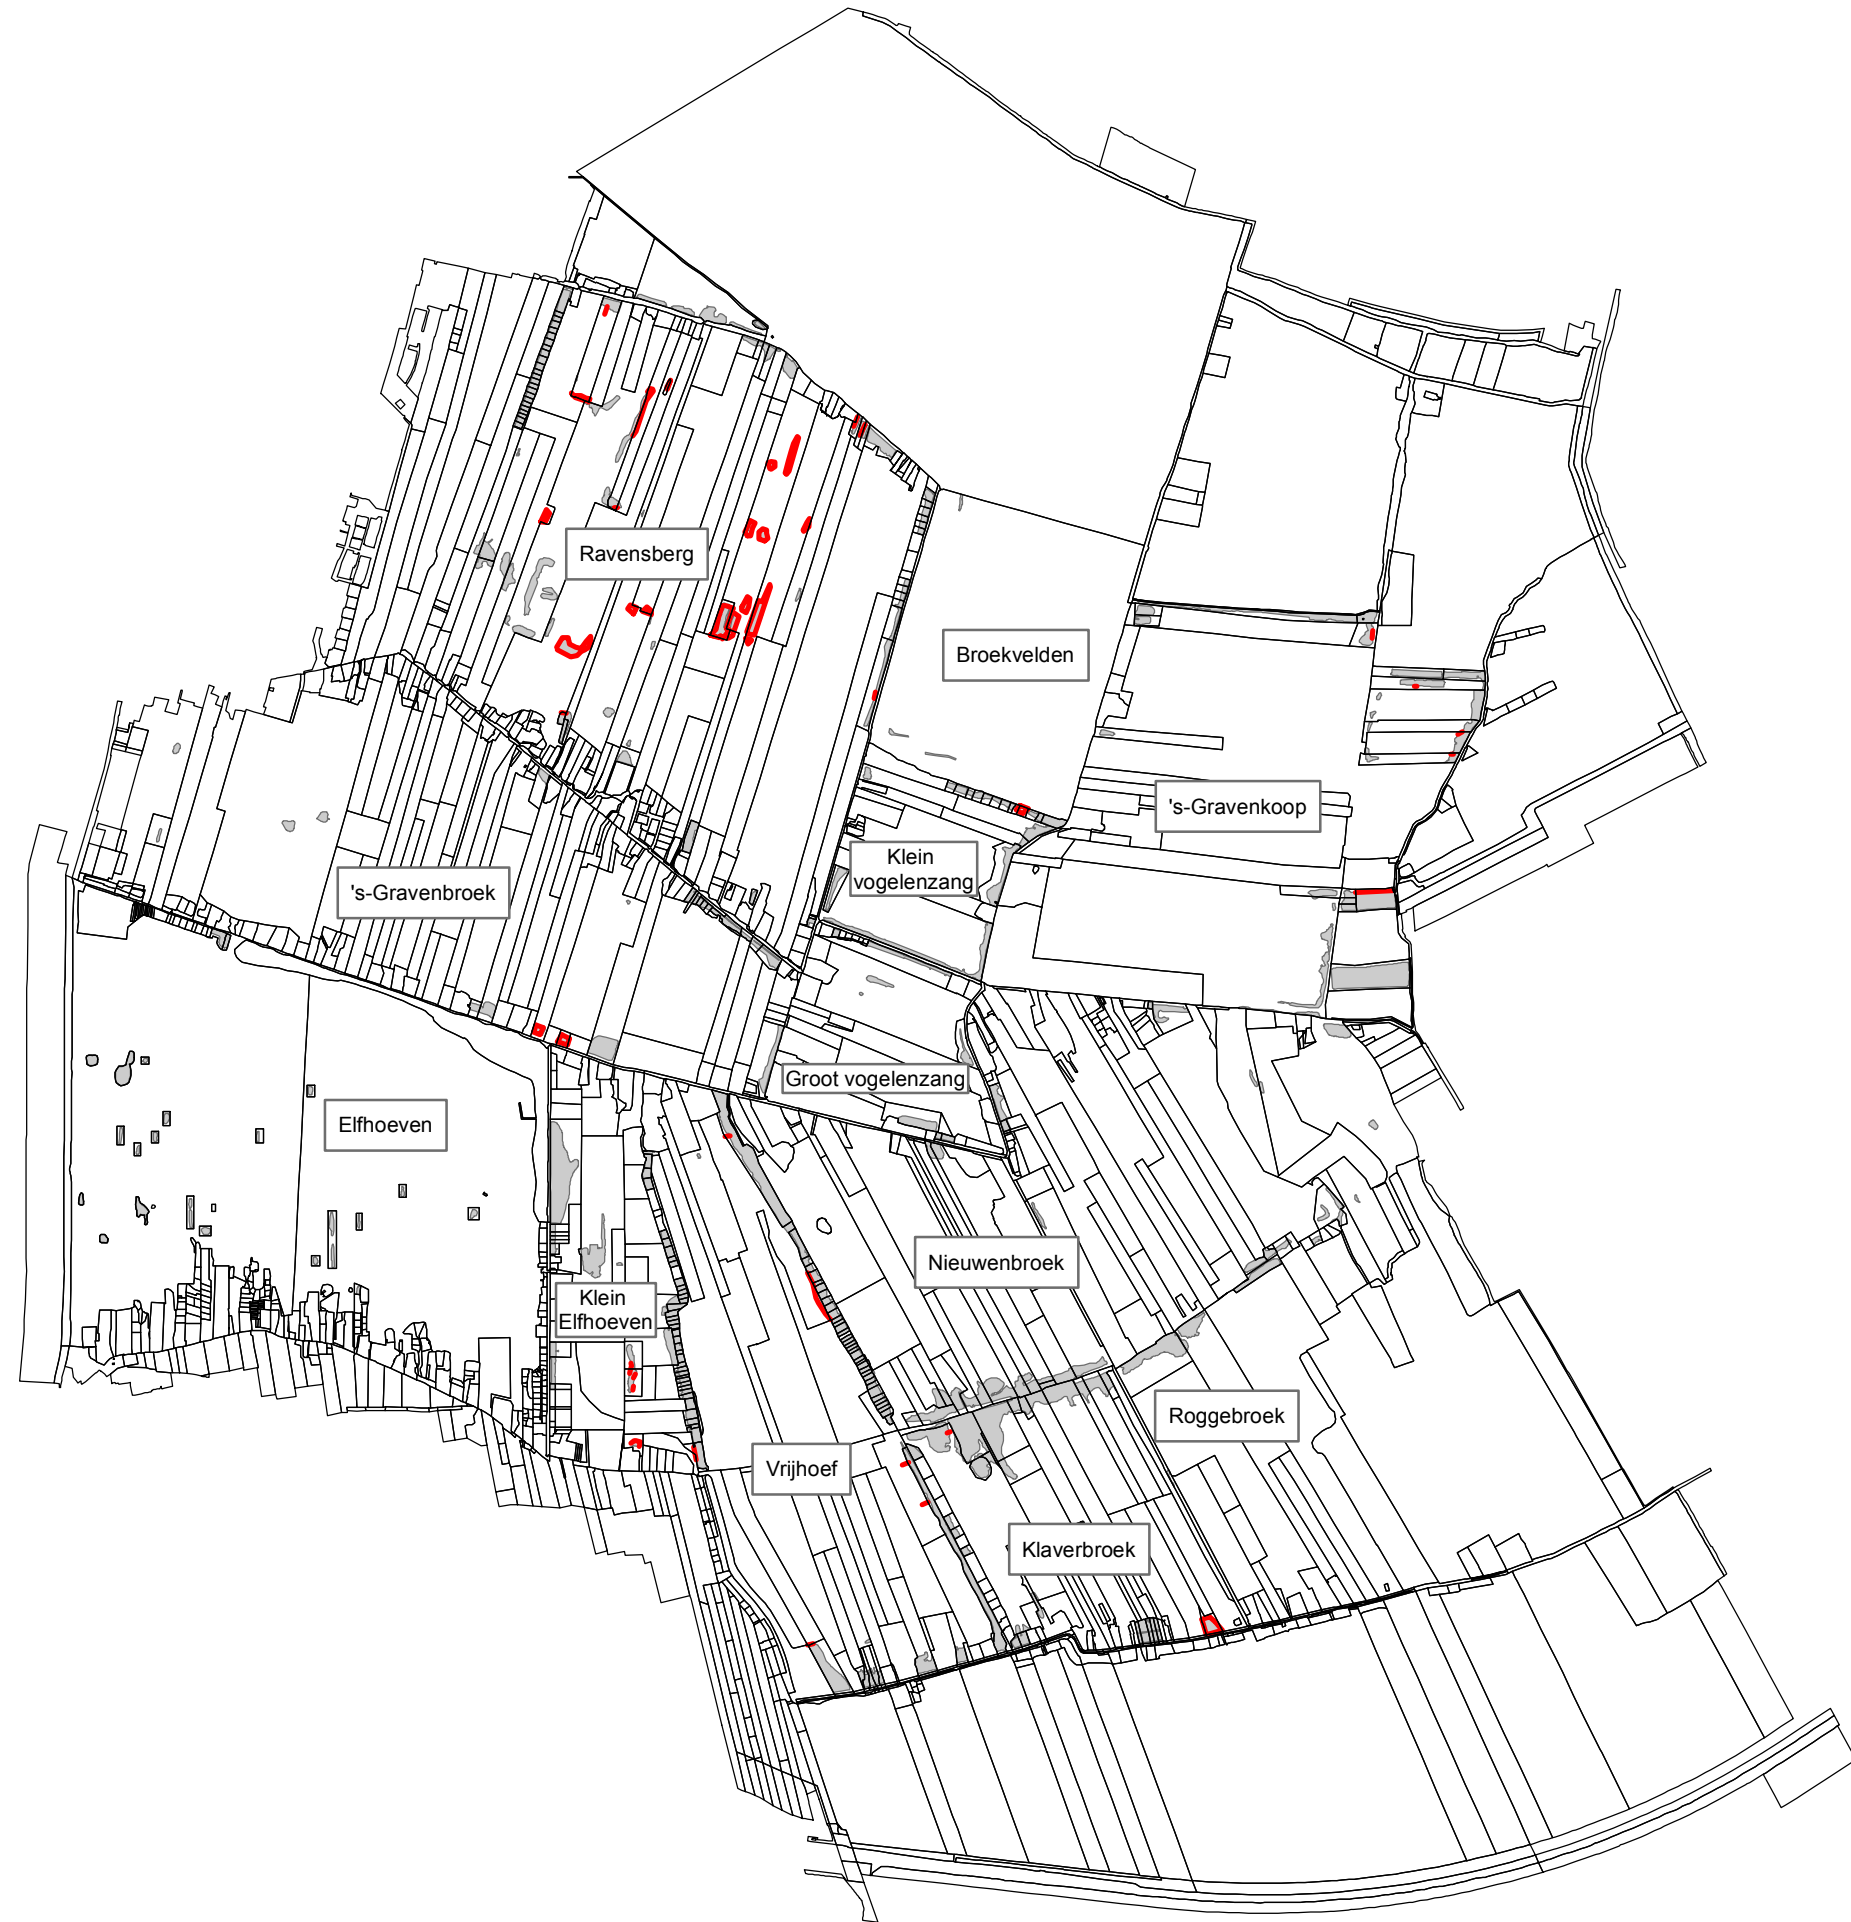 Ravensberg
Broekvelden
's-Gravenkoop
Klein
vogelenzang
's-Gravenbroek
Groot vogelenzang
Elfhoeven
Nieuwenbroek
Klein
Elfhoeven
Roggebroek
Vrijhoef
Klaverbroek